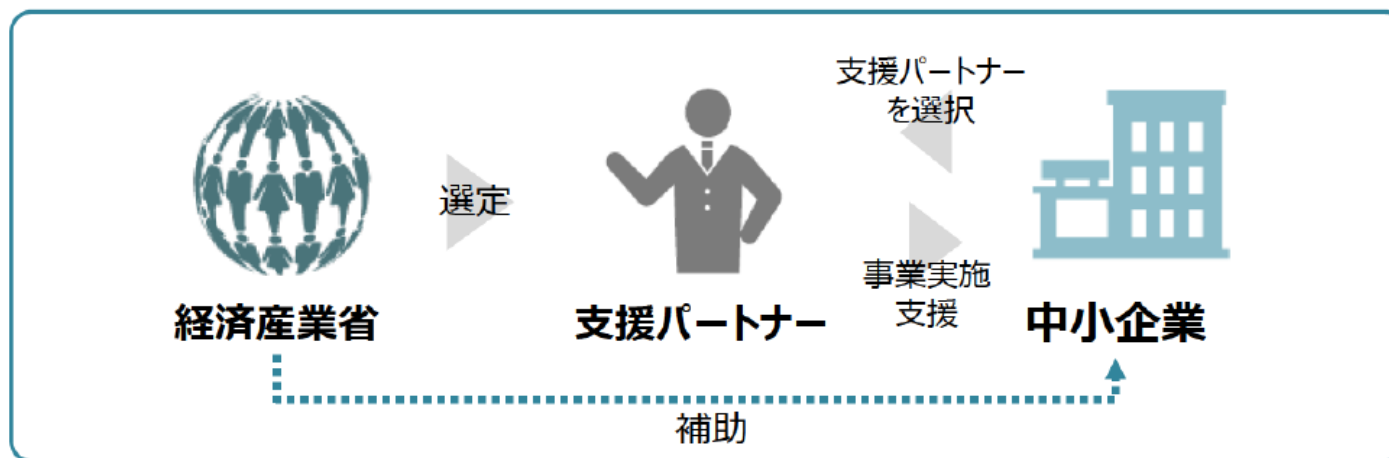 支援パートナー
を選択
選定
事業実施
支援
経済産業省
支援パートナー
中小企業
補助